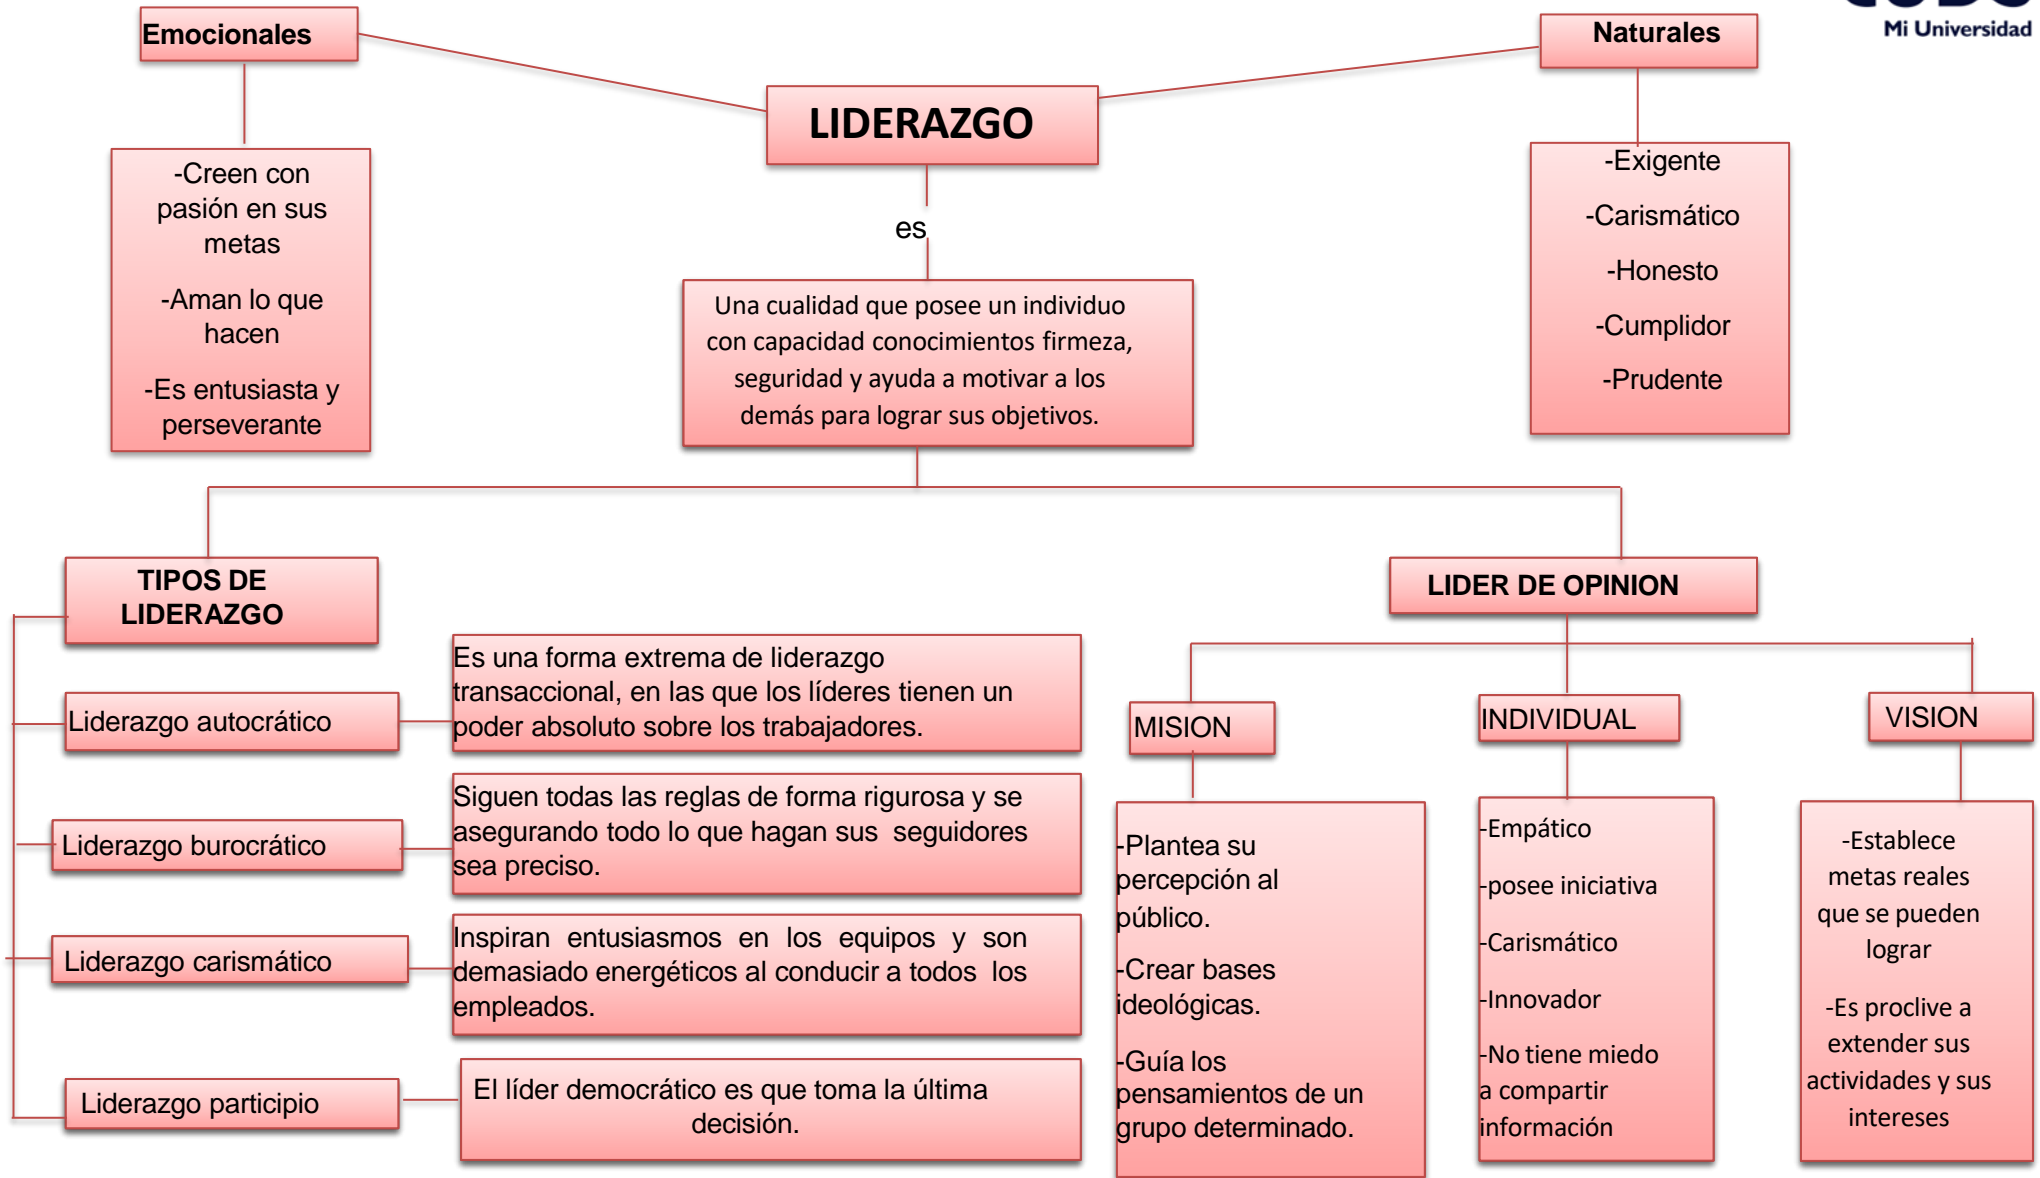 Mi Universidad
Emocionales
Naturales
LIDERAZGO
-Creen con
pasión en sus
metas
-Aman lo que
hacen
-Es entusiasta y
perseverante
es
Una cualidad que posee un individuo
con capacidad conocimientos firmeza,
seguridad y ayuda a motivar a los
demás para lograr sus objetivos.
-Exigente
-Carismático
-Honesto
-Cumplidor
-Prudente
TIPOS DE
LIDERAZGO
Liderazgo autocrático
Es una forma extrema de liderazgo
transaccional, en las que los líderes tienen un
poder absoluto sobre los trabajadores.
Liderazgo burocrático
Siguen todas las reglas de forma rigurosa y se
asegurando todo lo que hagan sus seguidores
sea preciso.
Liderazgo carismático
Inspiran entusiasmos en los equipos y son
demasiado energéticos al conducir a todos los
empleados.
Liderazgo participio
El líder democrático es que toma la última
decisión.
LIDER DE OPINION
MISION
-Plantea su
percepción al
público.
-Crear bases
ideológicas.
-Guía los
pensamientos de un
grupo determinado.
INDIVIDUAL
-Empático
-posee iniciativa
-Carismático
-Innovador
-No tiene miedo
a compartir
información
VISION
-Establece
metas reales
que se pueden
lograr
-Es proclive a
extender sus
actividades y sus
intereses